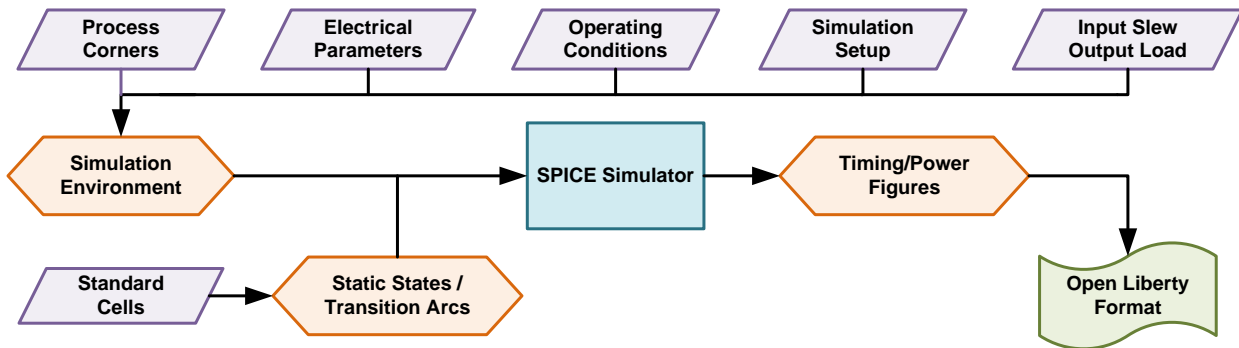 Process
Corners
Electrical
Parameters
Operating
Conditions
Simulation
Setup
Input Slew
Output Load
Simulation
Environment
SPICE Simulator
Timing/Power
Figures
Standard
Cells
Static States /
Transition Arcs
Open Liberty
Format